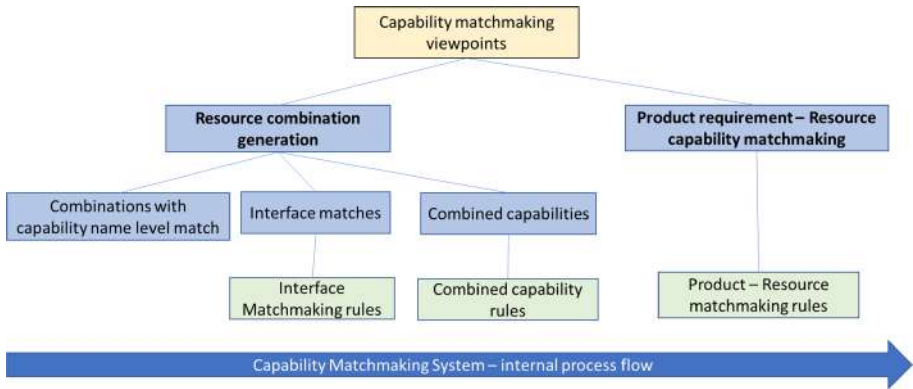 Capability matchmaking
viewpoints
Resource combination
generation
Product requirement – Resource
capability matchmaking
Combinations with
capability name level match
Interface matches
Combined capabilities
Interface
Matchmaking rules
Combined capability
rules
Product – Resource
matchmaking rules
Capability Matchmaking System – internal process flow